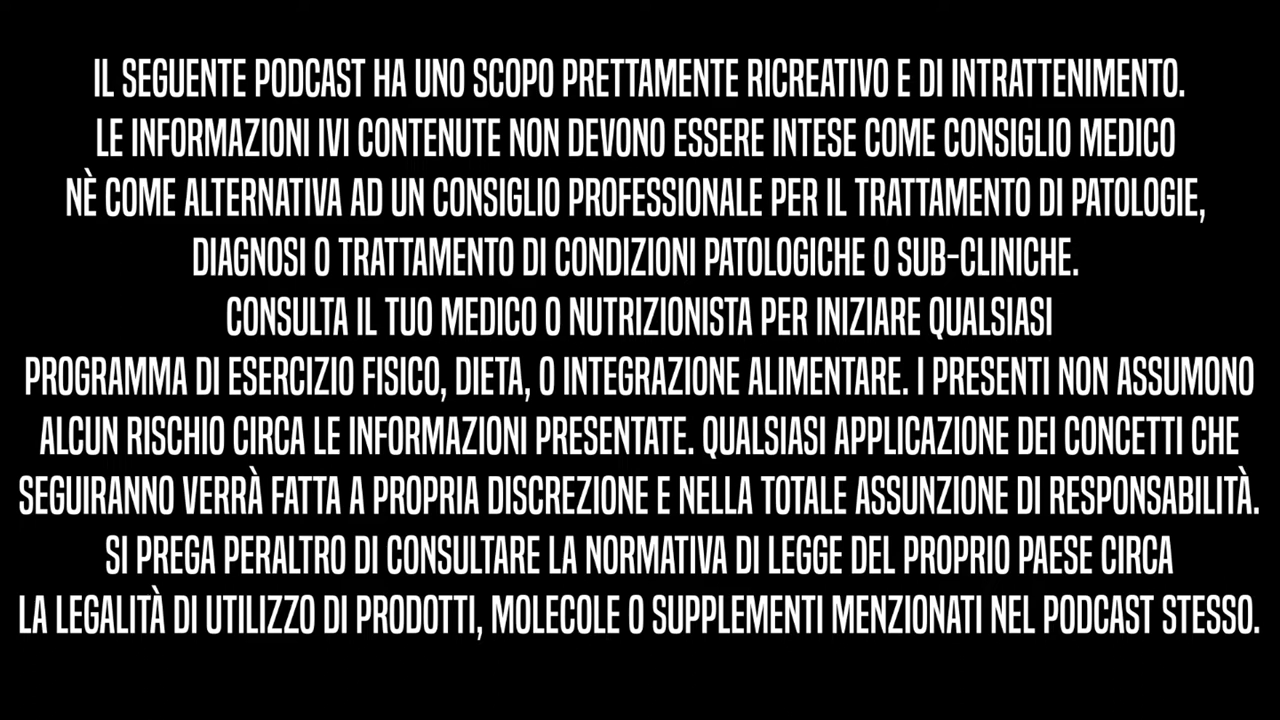 IL SEGUENTE PODCAST HA UNO SCOPO PRETTAMENTE RICREATIVO E DI INTRATTENIMENTO.
LE INFORMAZIONI IVI CONTENUTE NON DEVONO ESSERE INTESE COME CONSIGLIO MEDICO
NÈ COME ALTERNATIVA AD UN CONSIGLIO PROFESSIONALE PER IL TRATTAMENTO DI PATOLOGIE,
DIAGNOSI O TRATTAMENTO DI CONDIZIONI PATOLOGICHE O SUB-CLINICHE.
CONSULTA IL TUO MEDICO O NUTRIZIONISTA PER INIZIARE QUALSIASI
PROGRAMMA DI ESERCIZIO FISICO, DIETA, O INTEGRAZIONE ALIMENTARE. I PRESENTI NON ASSUMONO
ALCUN RISCHIO CIRCA LE INFORMAZIONI PRESENTATE. QUALSIASI APPLICAZIONE DEI CONCETTI CHE
SEGUIRANNO VERRÀ FATTA A PROPRIA DISCREZIONE E NELLA TOTALE ASSUNZIONE DI RESPONSABILITÀ.
SI PREGA PERALTRO DI CONSULTARE LA NORMATIVA DI LEGGE DEL PROPRIO PAESE CIRCA
LA LEGALITÀ DI UTILIZZO DI PRODOTTI, MOLECOLE O SUPPLEMENTI MENZIONATI NEL PODCAST STESSO.